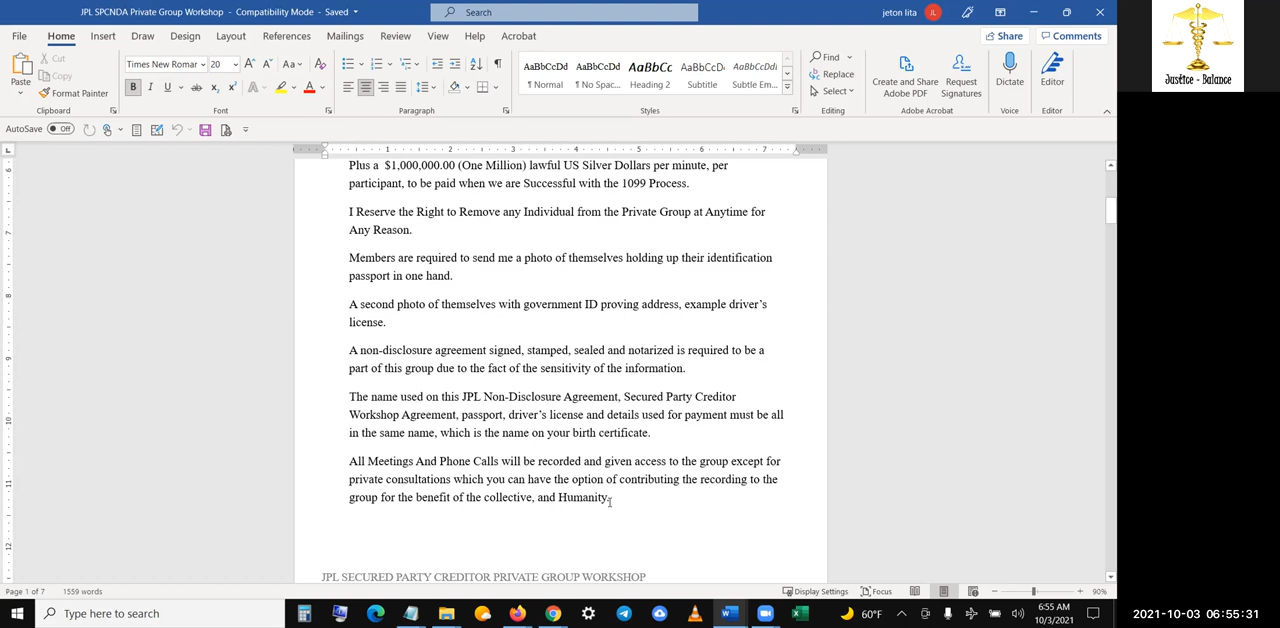 JPL SPCNDA Private Group Workshop - Compatibility Mode - Saved
Search
jeton lita
JL
File Home Insert Draw Design Layout References Mailings Review View Help Acrobat
Share Comments
Paste
Cut
Copy
Format Painter
Clipboard
Times New Roman 20
Font
Paragraph
AaBbCcDd AaBbCcDd AaBbCc AaBbCcD AaBbCcDdI
¶ Normal ¶ No Spac... Heading 2 Subtitle Subtle Em...
Styles
Find
Replace
Select
Editing
Create and Share
Adobe PDF
Request
Signatures
Adobe Acrobat
Dictate
Voice
Editor
Editor
Justice - Balance
AutoSave Off
1 2 3 4 5 6 7
Plus a $1,000,000.00 (One Million) lawful US Silver Dollars per minute, per
participant, to be paid when we are Successful with the 1099 Process.
I Reserve the Right to Remove any Individual from the Private Group at Anytime for
Any Reason.
Members are required to send me a photo of themselves holding up their identification
passport in one hand.
A second photo of themselves with government ID proving address, example driver's
license.
A non-disclosure agreement signed, stamped, sealed and notarized is required to be a
part of this group due to the fact of the sensitivity of the information.
The name used on this JPL Non-Disclosure Agreement, Secured Party Creditor
Workshop Agreement, passport, driver's license and details used for payment must be all
in the same name, which is the name on your birth certificate.
All Meetings And Phone Calls will be recorded and given access to the group except for
private consultations which you can have the option of contributing the recording to the
group for the benefit of the collective, and Humanity.
JPL SECURED PARTY CREDITOR PRIVATE GROUP WORKSHOP
Page 1 of 7 1559 words
Display Settings Focus 90%
Type here to search
60°F
6:55 AM
10/3/2021
2021-10-03 06:55:31